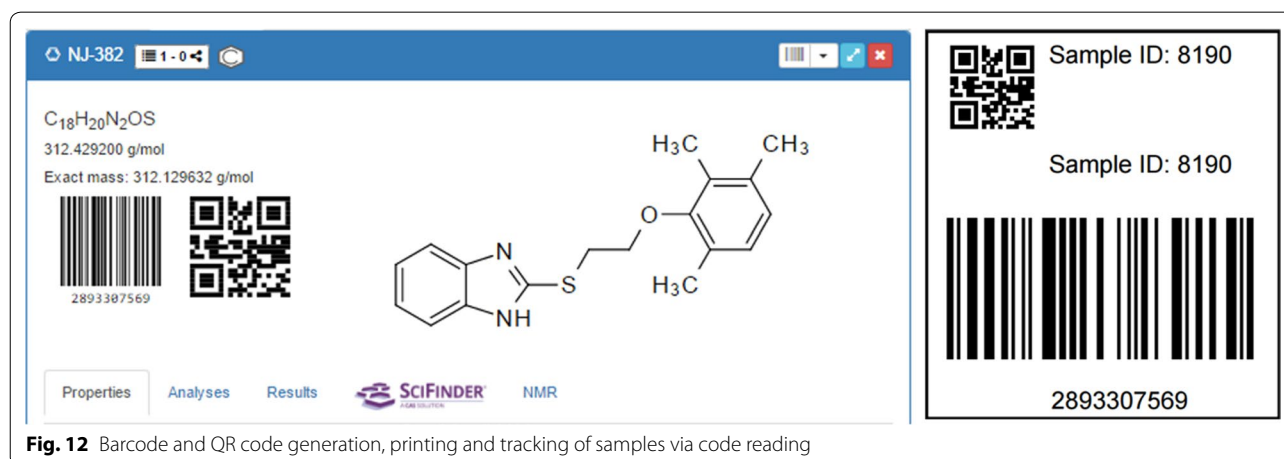 NJ-382 1 - 0
C18H20N2OS
312.429200 g/mol
Exact mass: 312.129632 g/mol
2893307569
H3C
CH3
O
N
S
H3C
NH
Properties Analyses Results SCIFINDER® NMR
A CAS SOLUTION
Sample ID: 8190
Sample ID: 8190
2893307569
Fig. 12 Barcode and QR code generation, printing and tracking of samples via code reading